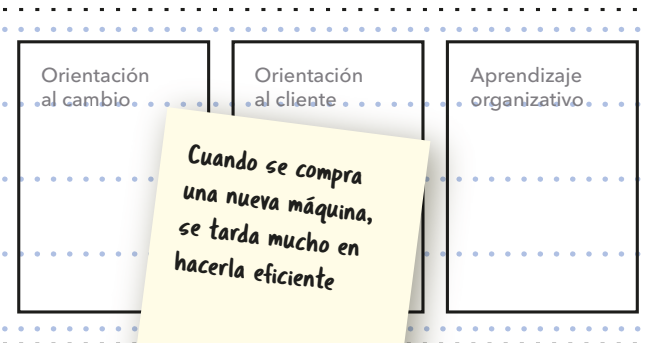 Orientación
al cambio
Orientación
al cliente
Aprendizaje
organizativo
Cuando se compra
una nueva máquina,
se tarda mucho en
hacerla eficiente